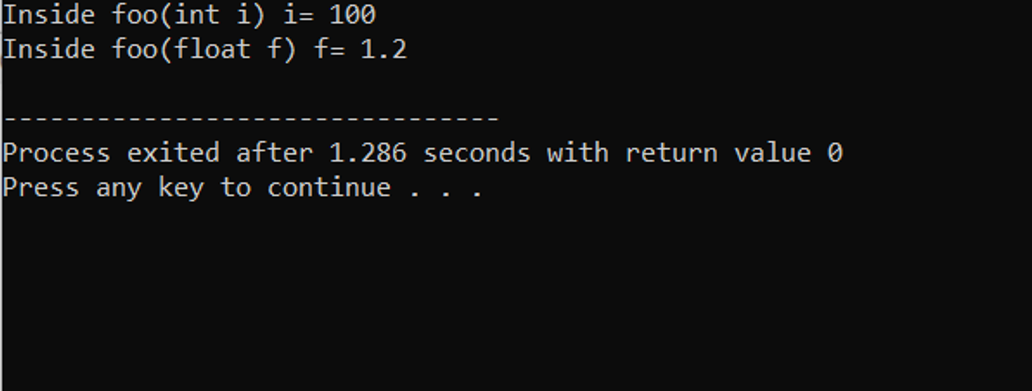 Inside foo(int i) i= 100
Inside foo(float f) f= 1.2
--------------------------------
Process exited after 1.286 seconds with return value 0
Press any key to continue . . .